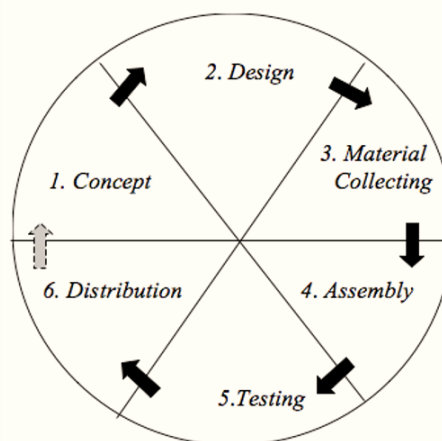 2. Design
3. Material
Collecting
1. Concept
6. Distribution
4. Assembly
5.Testing